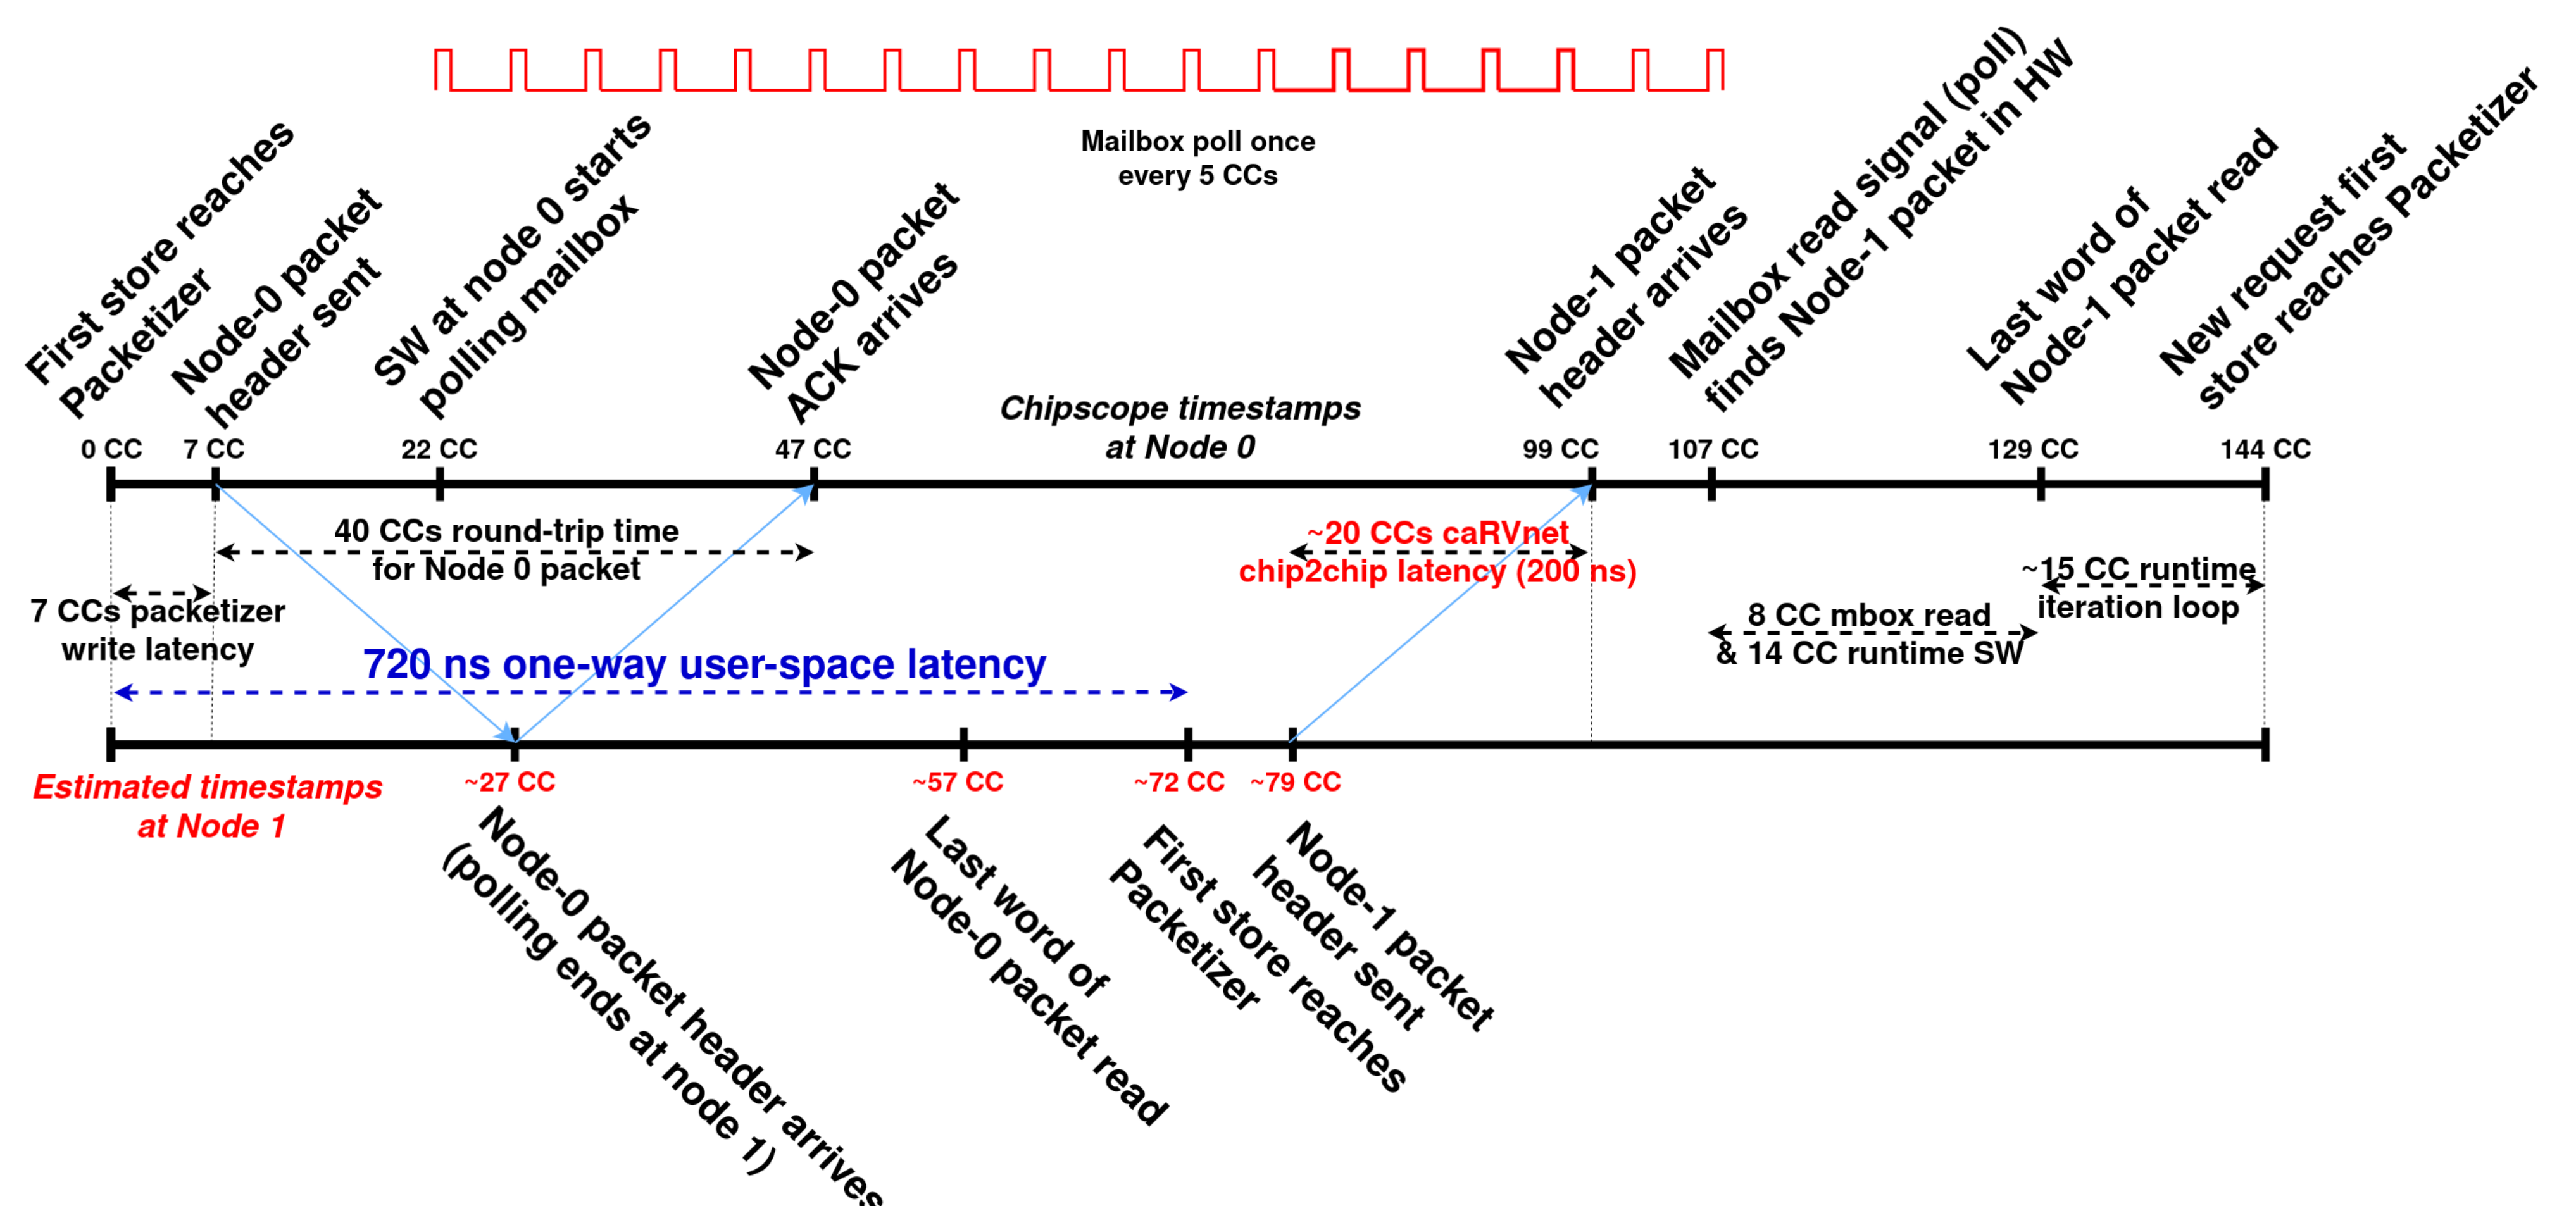 Mailbox poll once
every 5 CCs
First store reaches
Packetizer
Node-0 packet
header sent
SW at node 0 starts
polling mailbox
Node-0 packet
ACK arrives
Chipscope timestamps
at Node 0
Node-1 packet
header arrives
Mailbox read signal (poll)
finds Node-1 packet in HW
Last word of
Node-1 packet read
New request first
store reaches Packetizer
0 CC
7 CC
22 CC
47 CC
99 CC
107 CC
129 CC
144 CC
40 CCs round-trip time
for Node 0 packet
~20 CCs caRVnet
chip2chip latency (200 ns)
7 CCs packetizer
write latency
~15 CC runtime
iteration loop
8 CC mbox read
& 14 CC runtime SW
720 ns one-way user-space latency
Estimated timestamps
at Node 1
~27 CC
~57 CC
~72 CC
~79 CC
Node-0 packet header arrives
(pollling ends at node 1)
Last word of
Node-0 packet read
First store reaches
Packetizer
Node-1 packet
header sent